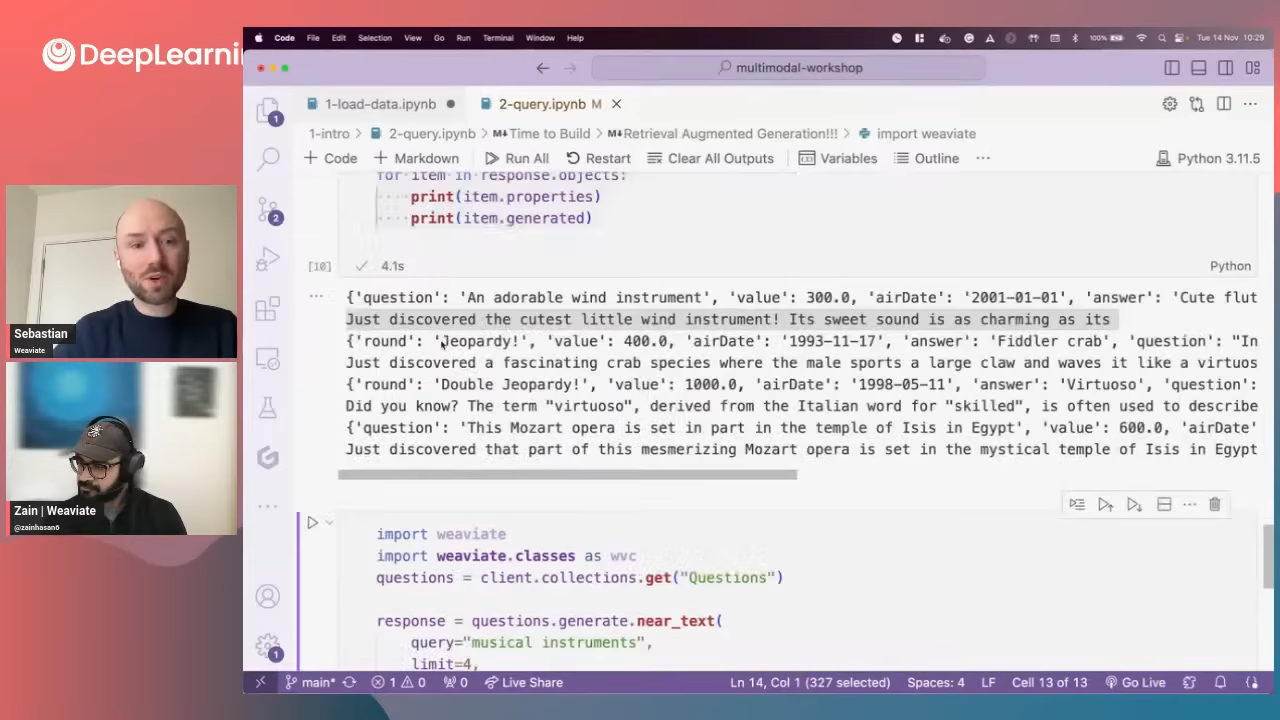 DeepLearnin
Code File Edit Selection View Go Run Terminal Window Help 100% Tue 14 Nov 10:29
multimodal-workshop
1-load-data.ipynb 2-query.ipynb M
1-intro > 2-query.ipynb > M↓Time to Build > M↓Retrieval Augmented Generation!!! > import weaviate
+ Code + Markdown Run All Restart Clear All Outputs Variables Outline ··· Python 3.11.5
for item in response.objects:
print(item.properties)
print(item.generated)
[10] 4.1s Python
{'question': 'An adorable wind instrument', 'value': 300.0, 'airDate': '2001-01-01', 'answer': 'Cute flut
Just discovered the cutest little wind instrument! Its sweet sound is as charming as its
{'round': 'Jeopardy!', 'value': 400.0, 'airDate': '1993-11-17', 'answer': 'Fiddler crab', 'question': "In
Just discovered a fascinating crab species where the male sports a large claw and waves it like a virtuos
{'round': 'Double Jeopardy!', 'value': 1000.0, 'airDate': '1998-05-11', 'answer': 'Virtuoso', 'question':
Did you know? The term "virtuoso", derived from the Italian word for "skilled", is often used to describe
{'question': 'This Mozart opera is set in part in the temple of Isis in Egypt', 'value': 600.0, 'airDate'
Just discovered that part of this mesmerizing Mozart opera is set in the mystical temple of Isis in Egypt
import weaviate
import weaviate.classes as wvc
questions = client.collections.get("Questions")
response = questions.generate.near_text(
query="musical instruments",
limit=4,
main* 1 0 0 Live Share Ln 14, Col 1 (327 selected) Spaces: 4 LF Cell 13 of 13 Go Live
1
2
1
Sebastian
Weaviate
Zain | Weaviate
@zainhasan6